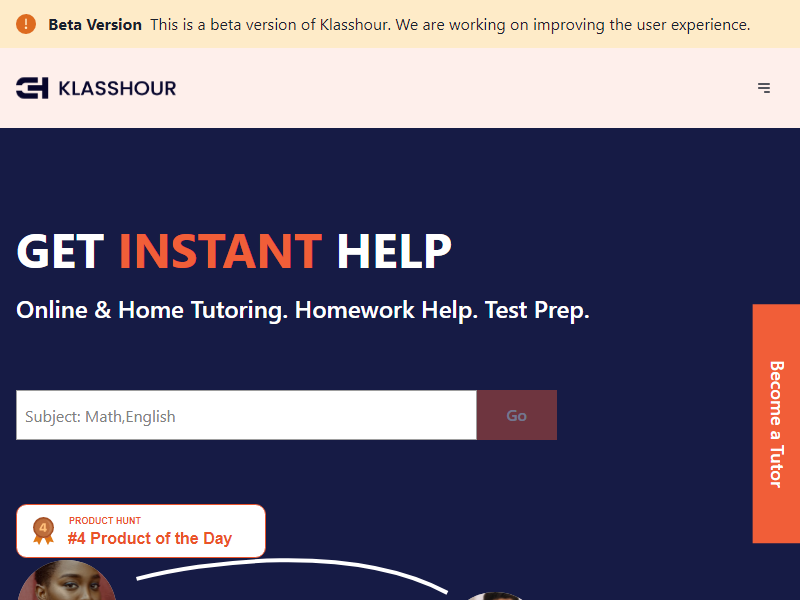 Beta Version This is a beta version of Klasshour. We are working on improving the user experience.
KLASSHOUR
GET INSTANT HELP
Online & Home Tutoring. Homework Help. Test Prep.
Subject: Math,English
Go
Become a Tutor
4
PRODUCT HUNT
#4 Product of the Day